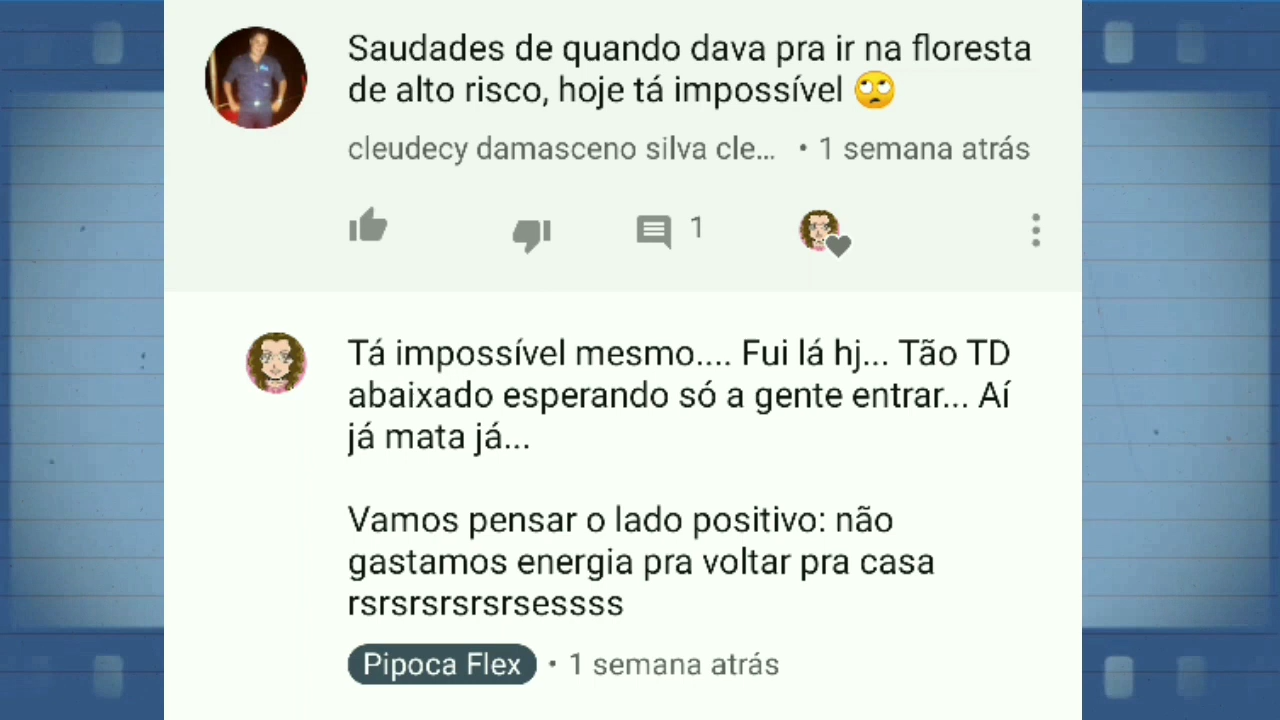 Saudades de quando dava pra ir na floresta
de alto risco, hoje tá impossível 🙄
cleudecy damasceno silva cle... • 1 semana atrás
1
Tá impossível mesmo.... Fui lá hj... Tão TD
abaixado esperando só a gente entrar... Aí
já mata já...
Vamos pensar o lado positivo: não
gastamos energia pra voltar pra casa
rsrsrsrsrsrsessss
Pipoca Flex • 1 semana atrás